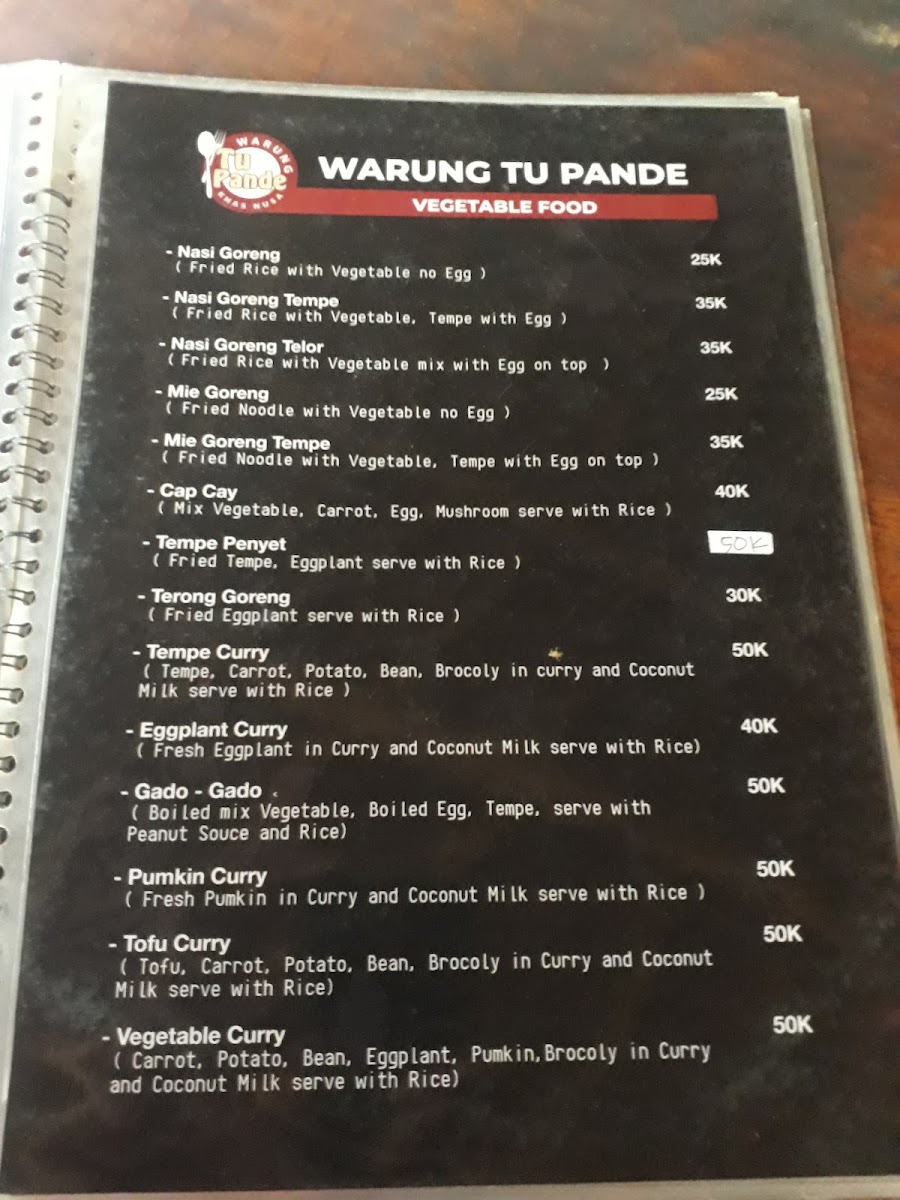 WARUNG
Tu
Pande
KHAS NUSA
WARUNG TU PANDE
VEGETABLE FOOD
- Nasi Goreng 25K
( Fried Rice with Vegetable no Egg )
- Nasi Goreng Tempe 35K
( Fried Rice with Vegetable, Tempe with Egg )
- Nasi Goreng Telor 35K
( Fried Rice with Vegetable mix with Egg on top )
- Mie Goreng 25K
( Fried Noodle with Vegetable no Egg )
- Mie Goreng Tempe 35K
( Fried Noodle with Vegetable, Tempe with Egg on top )
- Cap Cay 40K
( Mix Vegetable, Carrot, Egg, Mushroom serve with Rice )
- Tempe Penyet 50K
( Fried Tempe, Eggplant serve with Rice )
- Terong Goreng 30K
( Fried Eggplant serve with Rice )
- Tempe Curry 50K
( Tempe, Carrot, Potato, Bean, Brocoly in curry and Coconut
Milk serve with Rice )
- Eggplant Curry 40K
( Fresh Eggplant in Curry and Coconut Milk serve with Rice)
- Gado - Gado 50K
( Boiled mix Vegetable, Boiled Egg, Tempe, serve with
Peanut Souce and Rice)
- Pumkin Curry 50K
( Fresh Pumkin in Curry and Coconut Milk serve with Rice )
- Tofu Curry 50K
( Tofu, Carrot, Potato, Bean, Brocoly in Curry and Coconut
Milk serve with Rice)
- Vegetable Curry 50K
( Carrot, Potato, Bean, Eggplant, Pumkin,Brocoly in Curry
and Coconut Milk serve with Rice)